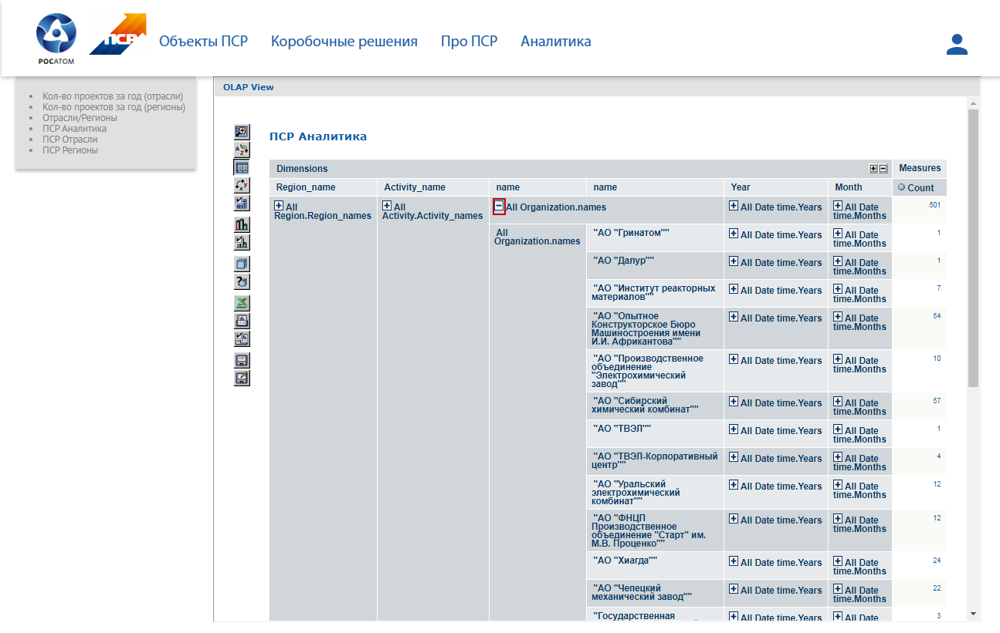 РОСАТОМ
ПСР
Объекты ПСР
Коробочные решения
Про ПСР
Аналитика
Кол-во проектов за год (отрасли)
Кол-во проектов за год (регионы)
Отрасли/Регионы
ПСР Аналитика
ПСР Отрасли
ПСР Регионы
OLAP View
ПСР Аналитика
Dimensions
Measures
Region_name
Activity_name
name
name
Year
Month
Count
All
Region.Region_names
All
Activity.Activity_names
All Organization.names
All Date time.Years
All Date
time.Months
501
All
Organization.names
"АО "Гринатом""
All Date time.Years
All Date
time.Months
1
"АО "Далур""
All Date time.Years
All Date
time.Months
1
"АО "Институт реакторных
материалов""
All Date time.Years
All Date
time.Months
7
"АО "Опытное
Конструкторское Бюро
Машиностроения имени
И.И. Африкантова""
All Date time.Years
All Date
time.Months
54
"АО "Производственное
объединение
"Электрохимический
завод""
All Date time.Years
All Date
time.Months
10
"АО "Сибирский
химический комбинат""
All Date time.Years
All Date
time.Months
57
"АО "ТВЭЛ""
All Date time.Years
All Date
time.Months
1
"АО "ТВЭЛ-Корпоративный
центр""
All Date time.Years
All Date
time.Months
4
"АО "Уральский
электрохимический
комбинат""
All Date time.Years
All Date
time.Months
12
"АО "ФНЦП
Производственное
объединение "Старт" им.
М.В. Проценко""
All Date time.Years
All Date
time.Months
12
"АО "Хиагда""
All Date time.Years
All Date
time.Months
24
"АО "Чепецкий
механический завод""
All Date time.Years
All Date
time.Months
22
"Государственная
All Date time.Years
All Date
3